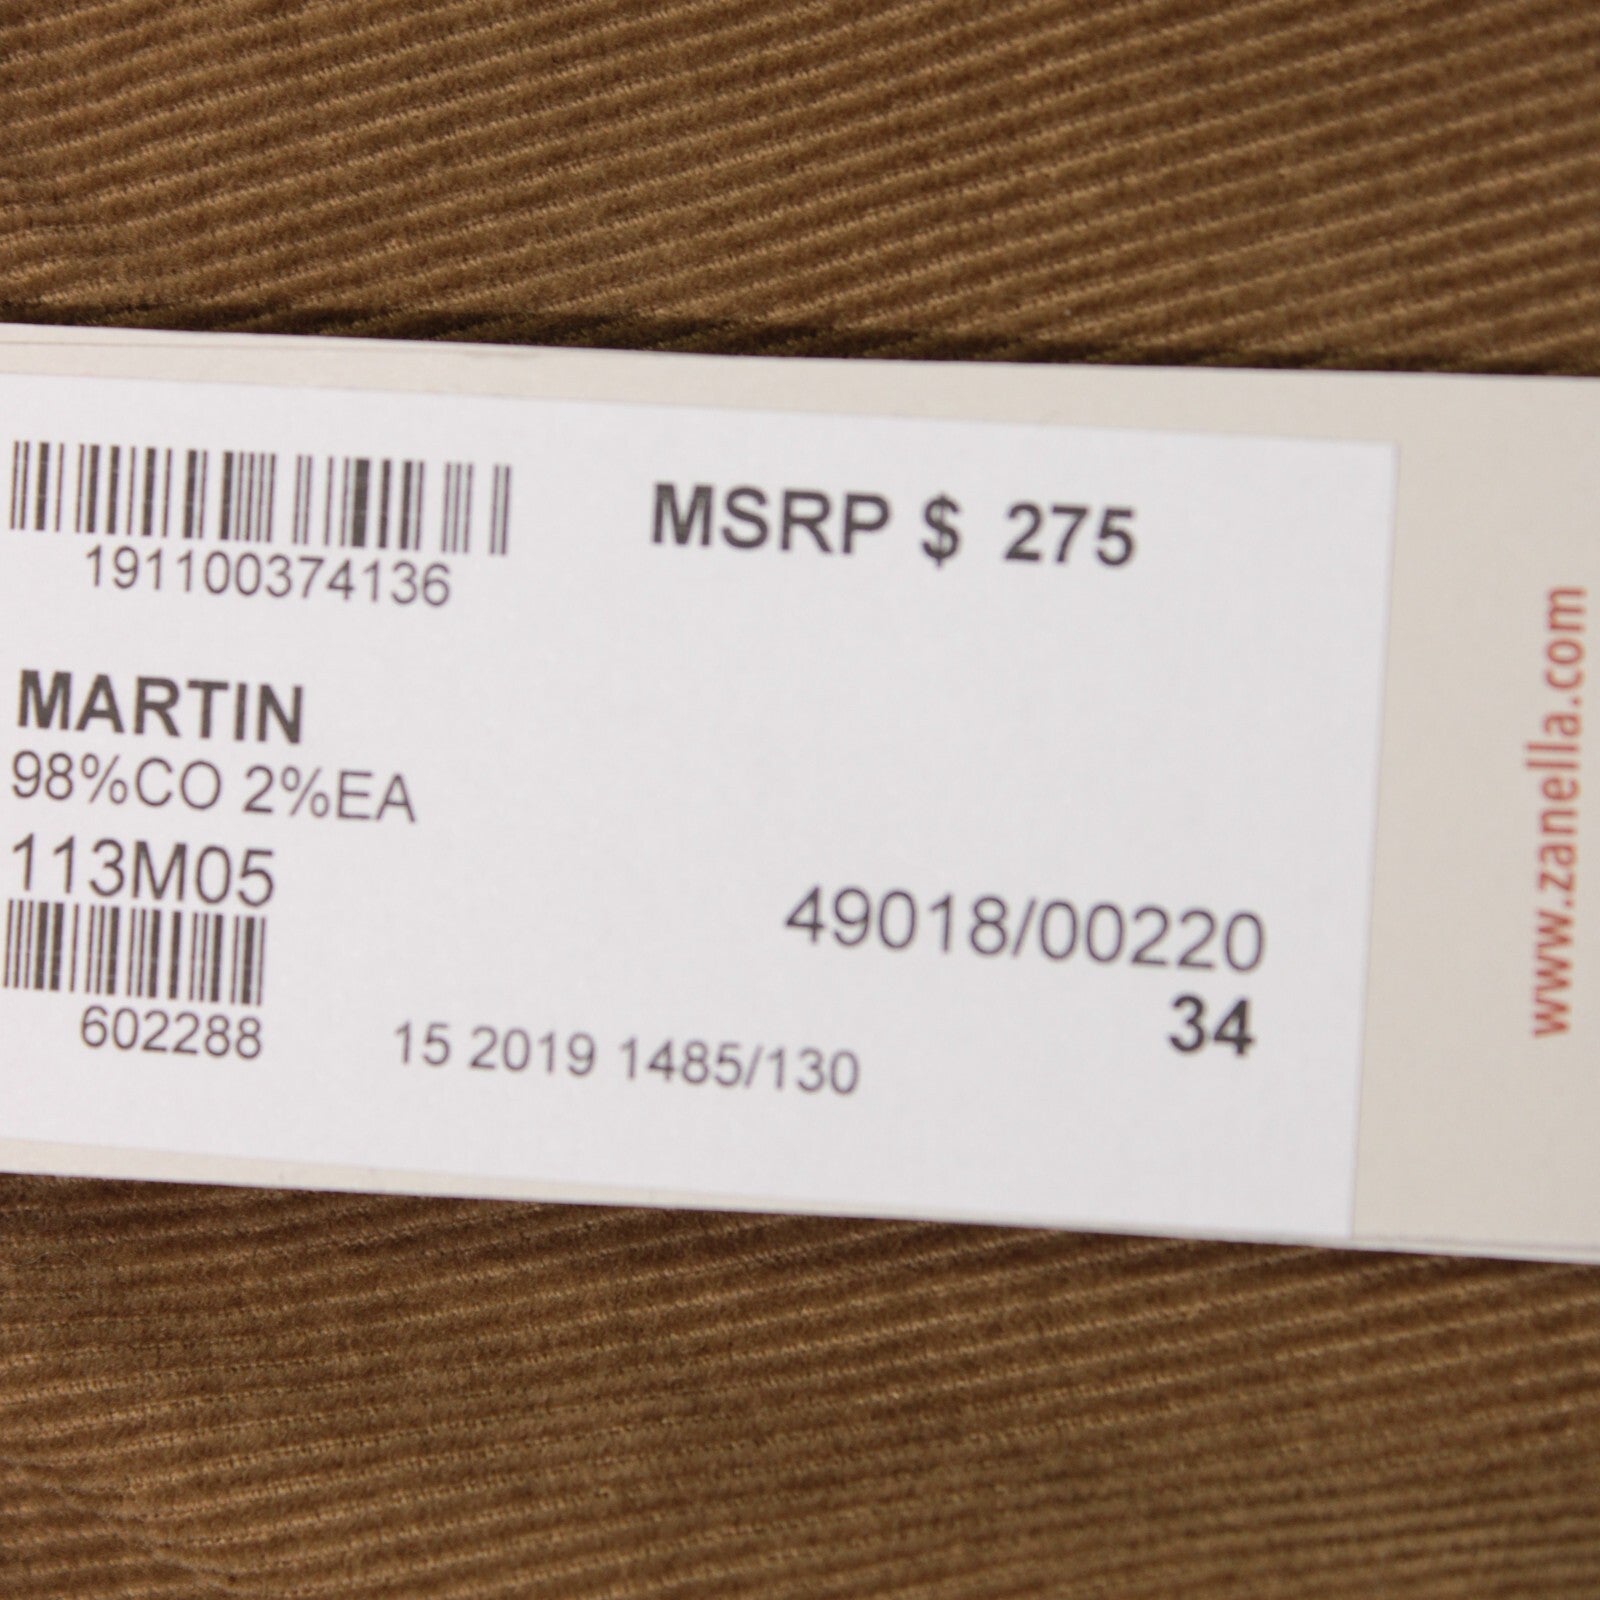 MSRP $ 275
191100374136
MARTIN
98%CO 2%EA
113M05
49018/00220
34
602288
15 2019 1485/130
www.zanella.com